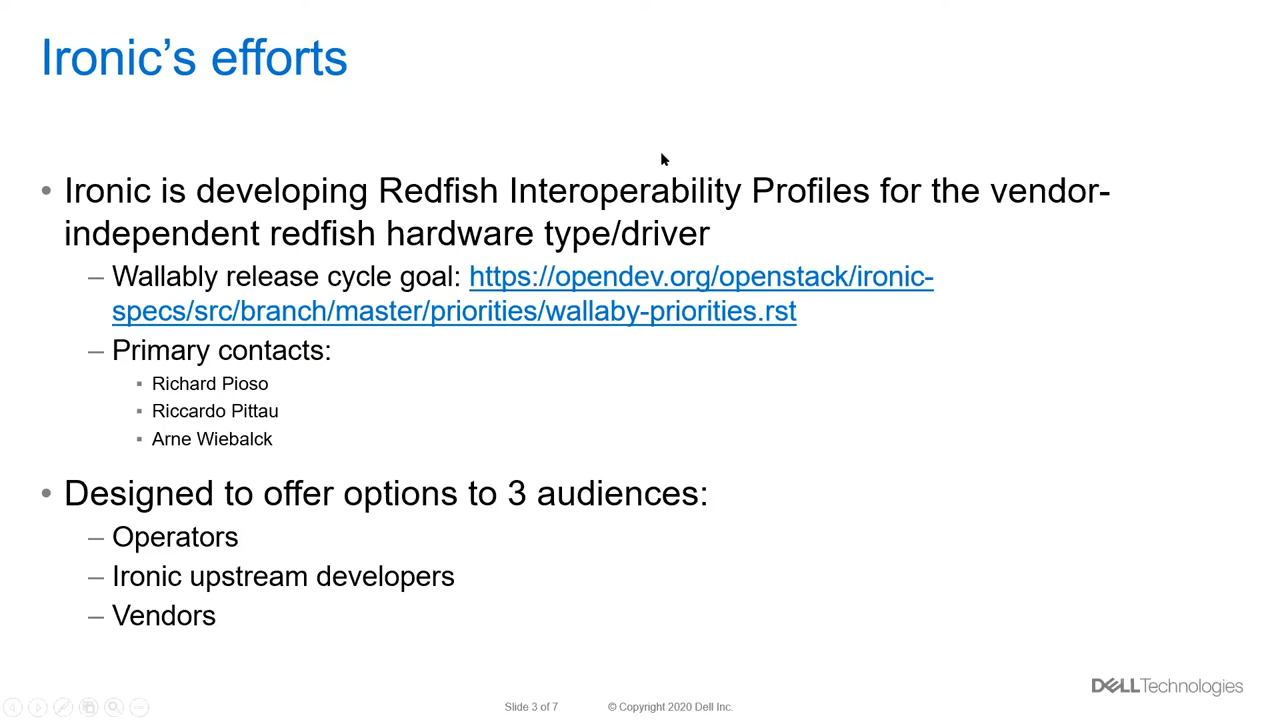 Ironic's efforts
• Ironic is developing Redfish Interoperability Profiles for the vendor-
independent redfish hardware type/driver
– Wallably release cycle goal: https://opendev.org/openstack/ironic-
specs/src/branch/master/priorities/wallaby-priorities.rst
– Primary contacts:
▪ Richard Pioso
▪ Riccardo Pittau
▪ Arne Wiebalck
• Designed to offer options to 3 audiences:
– Operators
– Ironic upstream developers
– Vendors
DELLTechnologies
Slide 3 of 7 © Copyright 2020 Dell Inc.